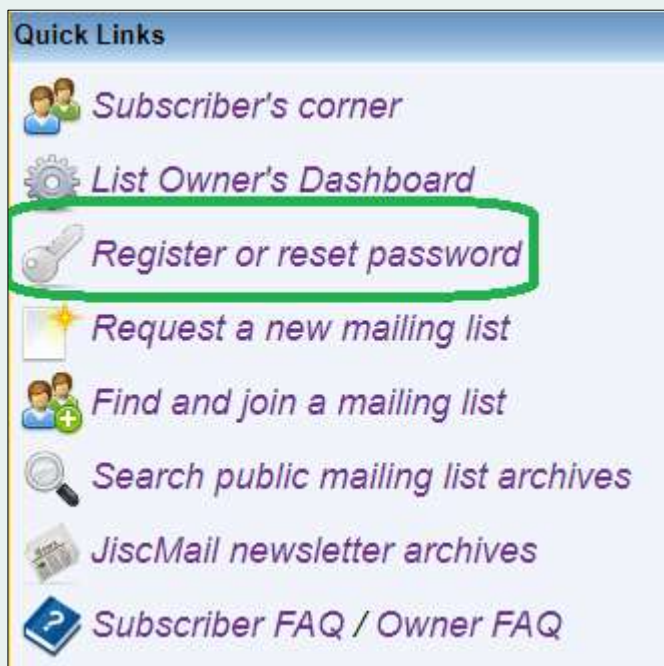 Quick Links
Subscriber's corner
List Owner's Dashboard
Register or reset password
Request a new mailing list
Find and join a mailing list
Search public mailing list archives
JiscMail newsletter archives
Subscriber FAQ / Owner FAQ